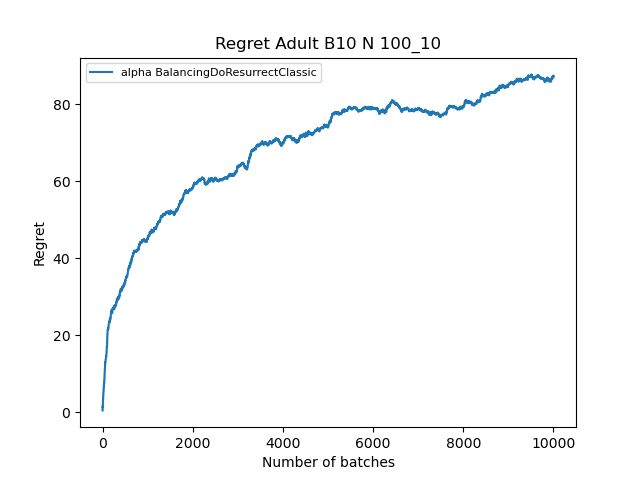 Regret Adult B10 N 100_10
alpha BalancingDoResurrectClassic
80
60
40
20
0
Regret
0 2000 4000 6000 8000 10000
Number of batches